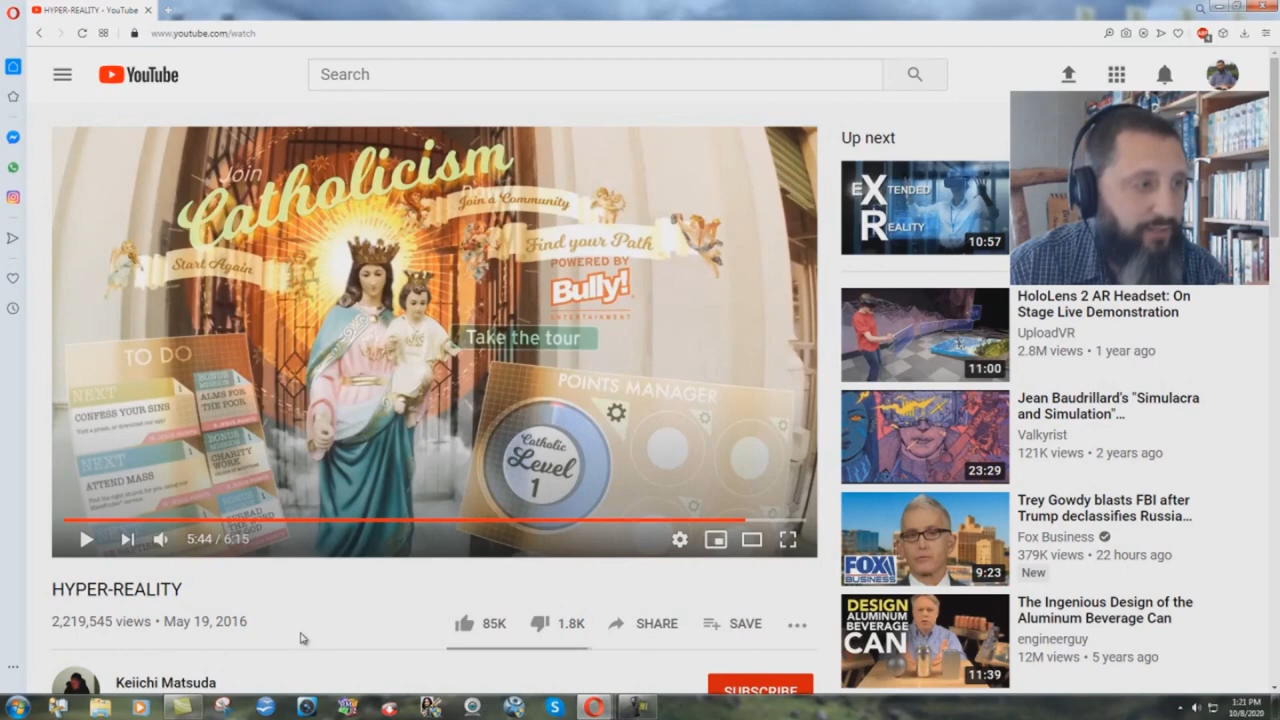 HYPER-REALITY - YouTube
www.youtube.com/watch
YouTube
Search
Join
Catholicism
Join a Community
Start Again
Find your Path
POWERED BY
Bully!
ENTERTAINMENT
Take the tour
TO DO
NEXT
CONFESS YOUR SINS
BONUS
ALMS FOR
THE POOR
NEXT
ATTEND MASS
BONUS
CHARITY
WORK
POINTS MANAGER
Catholic
Level
1
5:44 / 6:15
HYPER-REALITY
2,219,545 views • May 19, 2016
85K
1.8K
SHARE
SAVE
Keiichi Matsuda
SUBSCRIBE
Up next
EXTENDED
REALITY
10:57
HoloLens 2 AR Headset: On
Stage Live Demonstration
UploadVR
2.8M views • 1 year ago
11:00
Jean Baudrillard's "Simulacra
and Simulation"...
Valkyrist
121K views • 2 years ago
23:29
Trey Gowdy blasts FBI after
Trump declassifies Russia...
Fox Business
379K views • 22 hours ago
New
FOX
BUSINESS
9:23
The Ingenious Design of the
Aluminum Beverage Can
engineerguy
12M views • 5 years ago
DESIGN
ALUMINUM
BEVERAGE
CAN
11:39
1:21 PM
10/8/2020